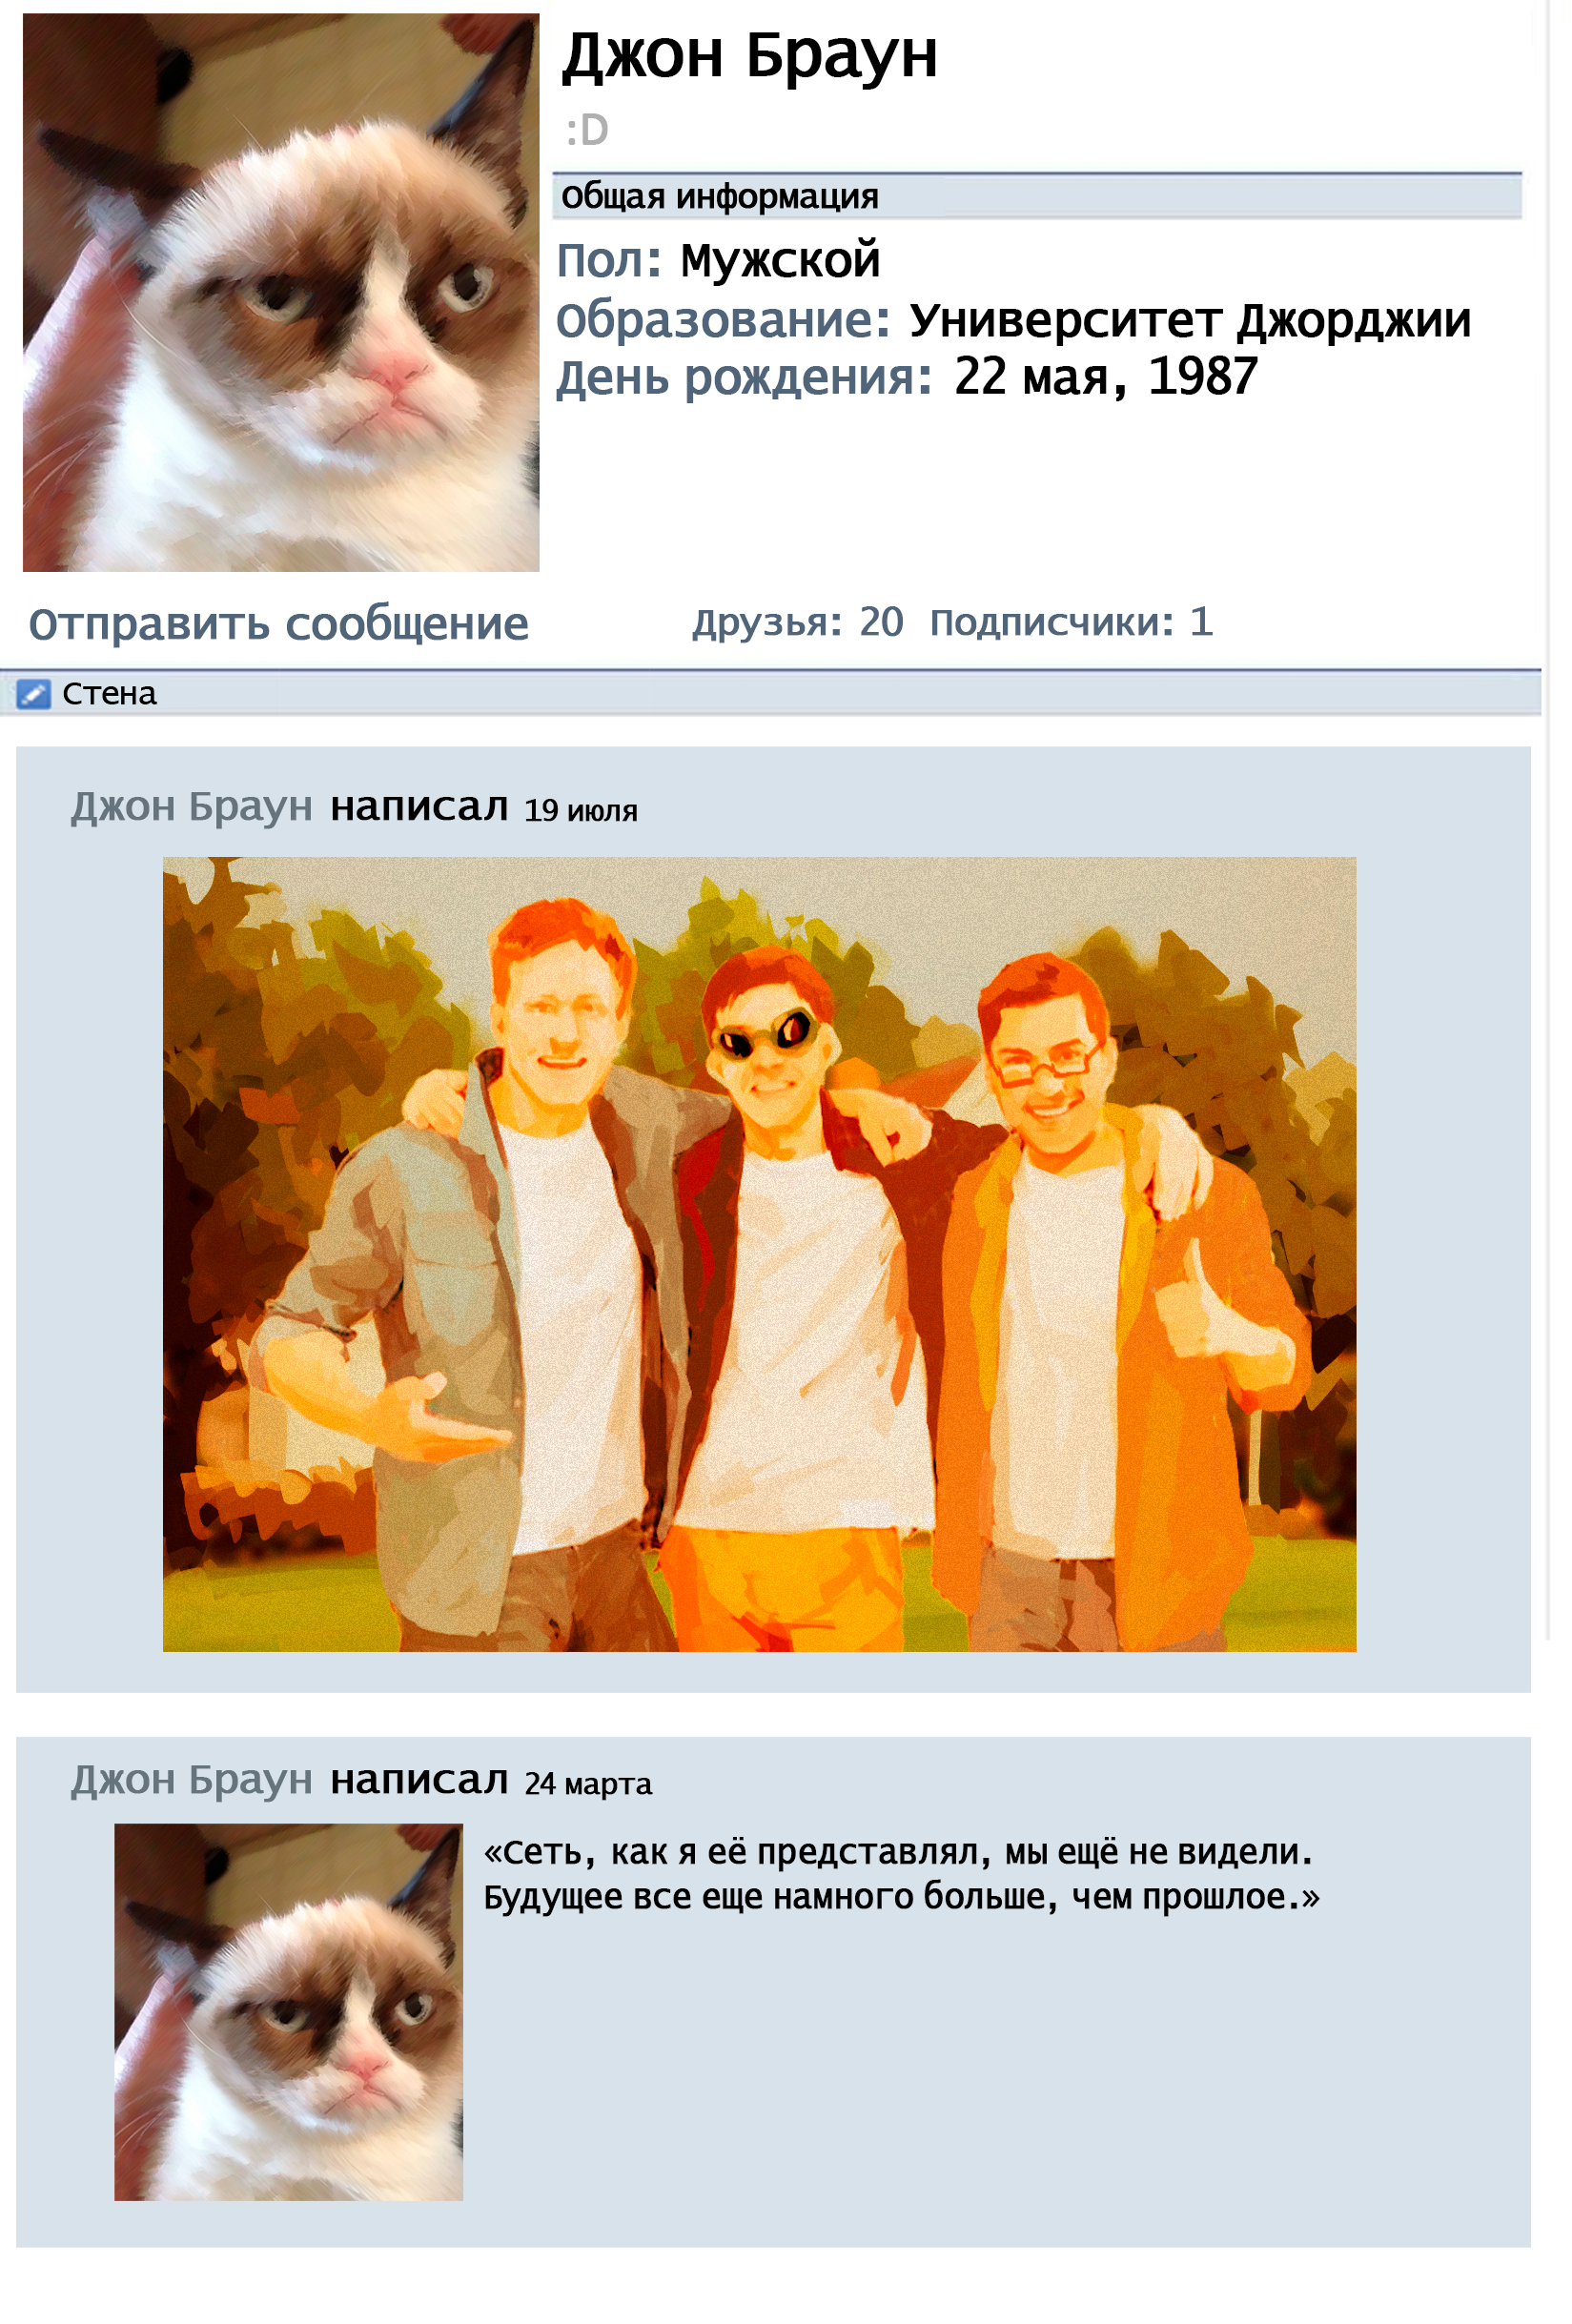 Джон Браун
:D
Общая информация
Пол: Мужской
Образование: Университет Джорджии
День рождения: 22 мая, 1987
Отправить сообщение
Друзья: 20 Подписчики: 1
Стена
Джон Браун написал 19 июля
Джон Браун написал 24 марта
«Сеть, как я её представлял, мы ещё не видели.
Будущее все еще намного больше, чем прошлое.»